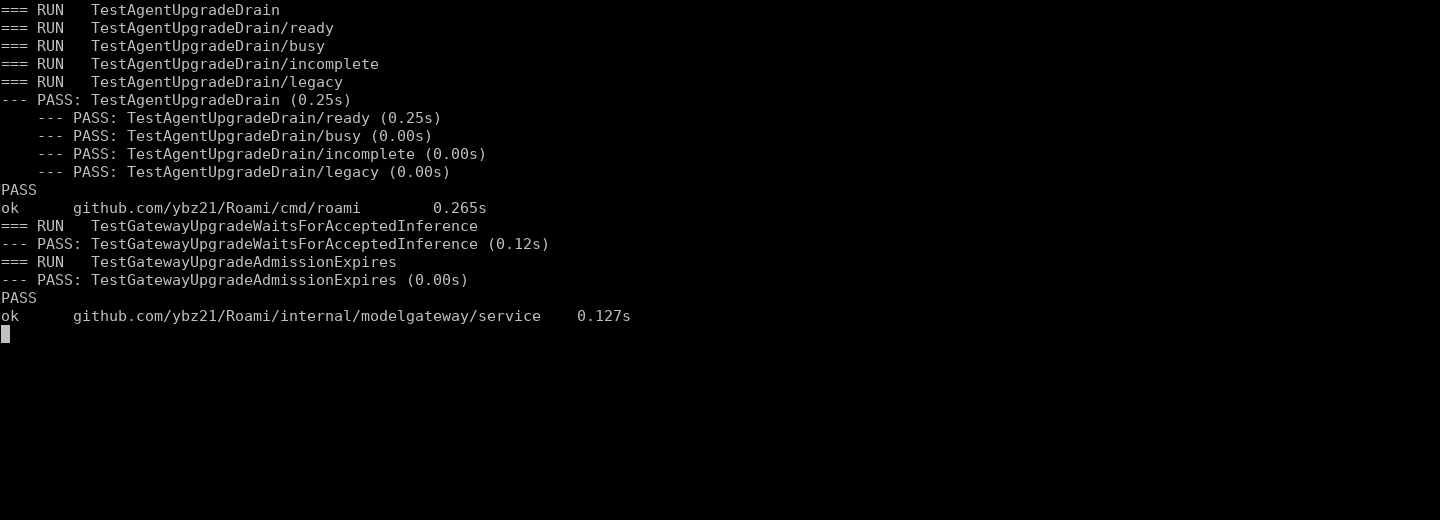 === RUN   TestAgentUpgradeDrain
=== RUN   TestAgentUpgradeDrain/ready
=== RUN   TestAgentUpgradeDrain/busy
=== RUN   TestAgentUpgradeDrain/incomplete
=== RUN   TestAgentUpgradeDrain/legacy
--- PASS: TestAgentUpgradeDrain (0.25s)
    --- PASS: TestAgentUpgradeDrain/ready (0.25s)
    --- PASS: TestAgentUpgradeDrain/busy (0.00s)
    --- PASS: TestAgentUpgradeDrain/incomplete (0.00s)
    --- PASS: TestAgentUpgradeDrain/legacy (0.00s)
PASS
ok      github.com/ybz21/Roami/cmd/roami        0.265s
=== RUN   TestGatewayUpgradeWaitsForAcceptedInference
--- PASS: TestGatewayUpgradeWaitsForAcceptedInference (0.12s)
=== RUN   TestGatewayUpgradeAdmissionExpires
--- PASS: TestGatewayUpgradeAdmissionExpires (0.00s)
PASS
ok      github.com/ybz21/Roami/internal/modelgateway/service    0.127s